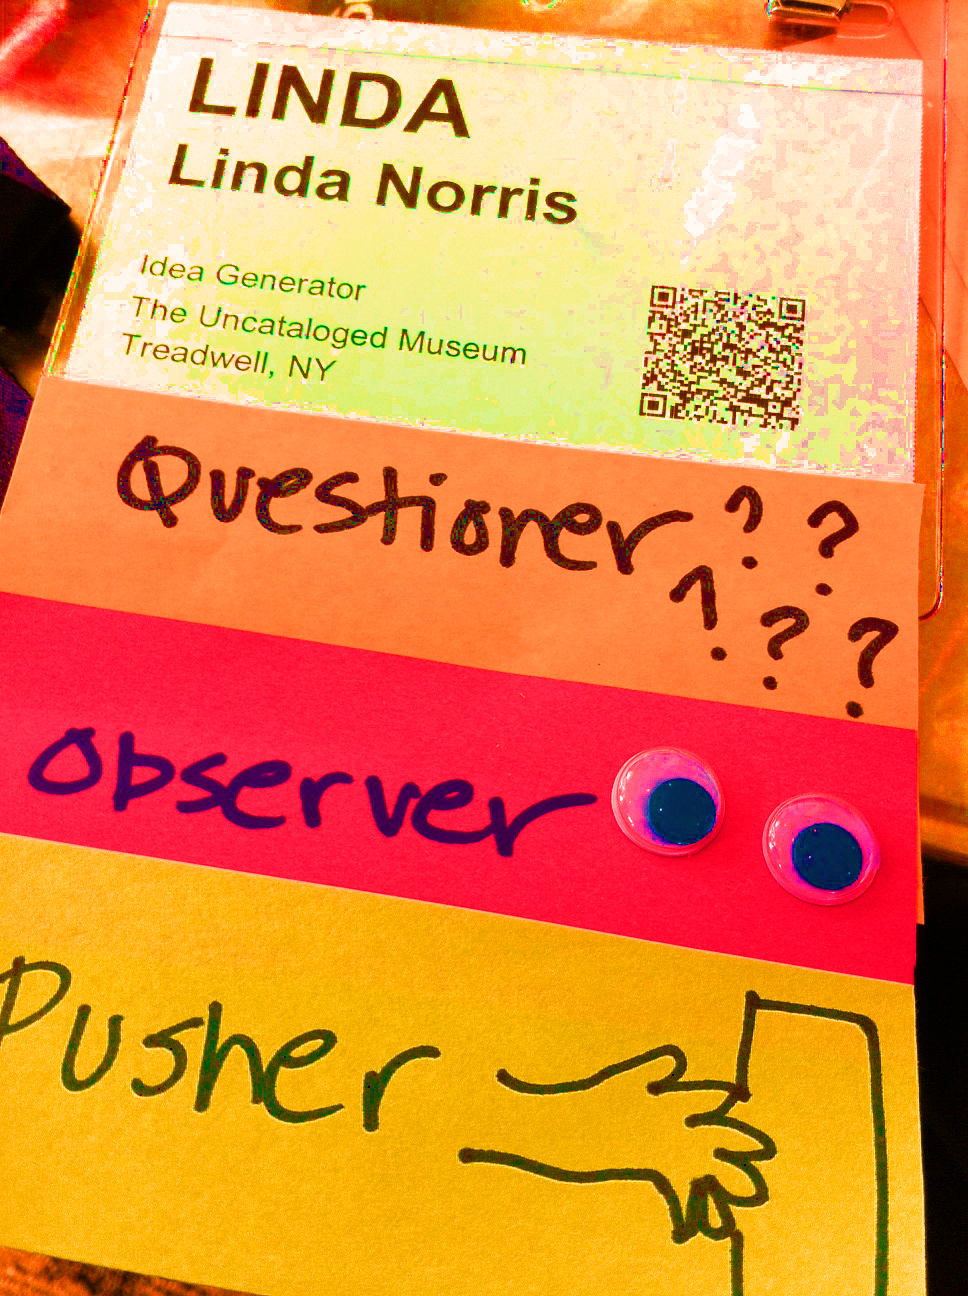 LINDA
Linda Norris
Idea Generator
The Uncataloged Museum
Treadwell, NY
Questioner ? ?
? ? ?
Observer
Pusher